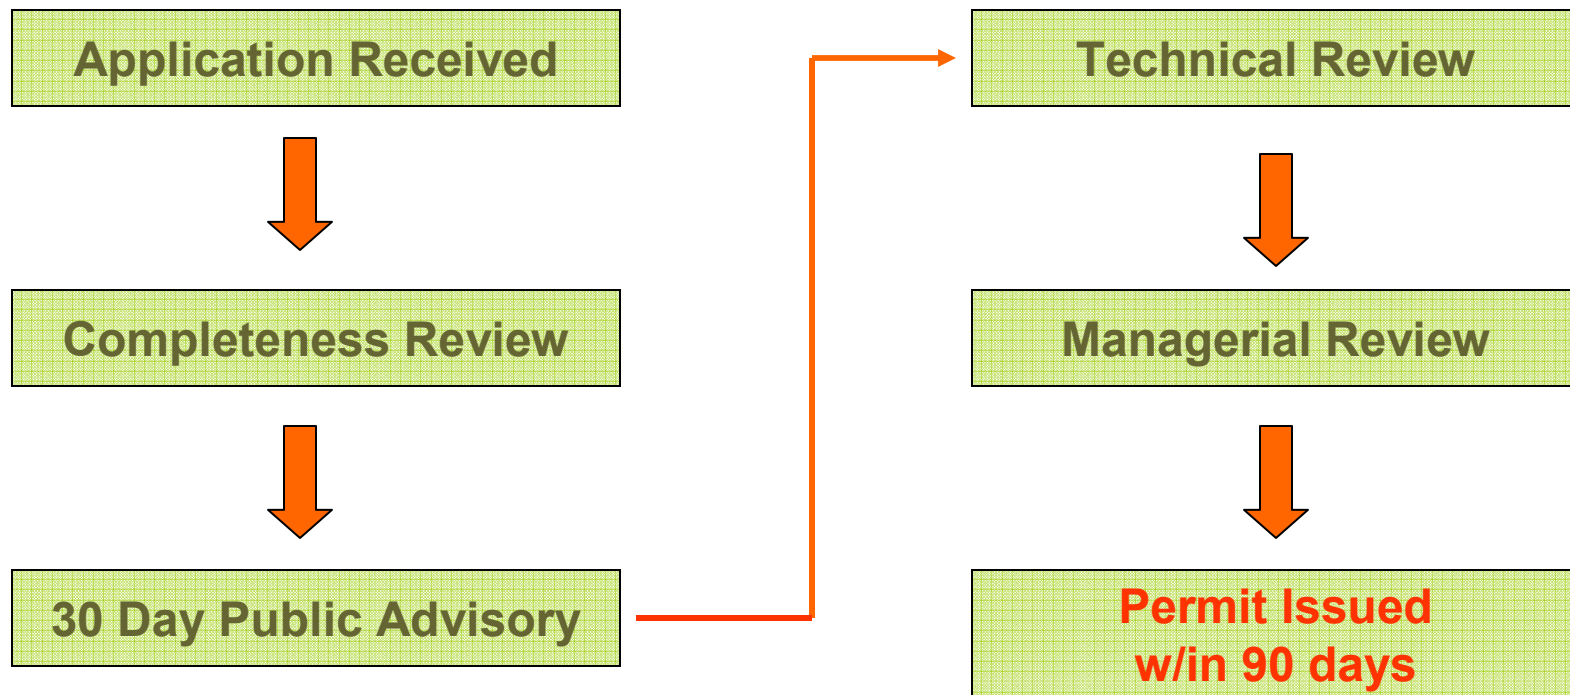 Application Received
Completeness Review
30 Day Public Advisory
Technical Review
Managerial Review
Permit Issued
w/in 90 days